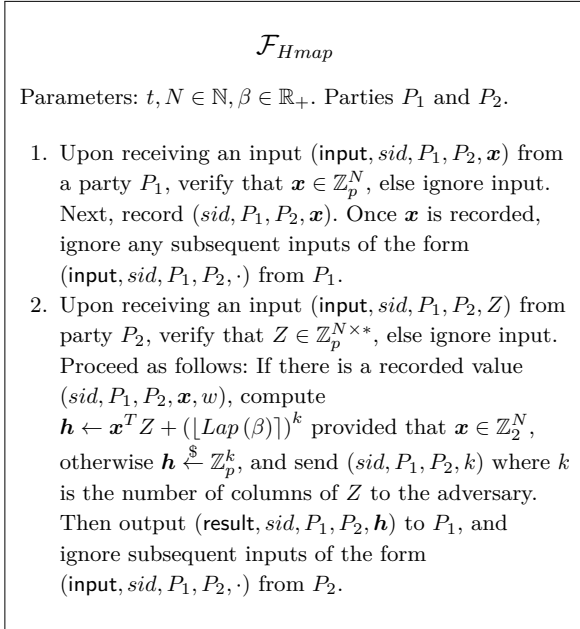 𝓕_{Hmap}
Parameters: t, N ∈ ℕ, β ∈ ℝ₊. Parties P₁ and P₂.
1. Upon receiving an input (input, sid, P₁, P₂, 𝒙) from
a party P₁, verify that 𝒙 ∈ ℤ_p^N, else ignore input.
Next, record (sid, P₁, P₂, 𝒙). Once 𝒙 is recorded,
ignore any subsequent inputs of the form
(input, sid, P₁, P₂, ·) from P₁.
2. Upon receiving an input (input, sid, P₁, P₂, Z) from
party P₂, verify that Z ∈ ℤ_p^{N×*}, else ignore input.
Proceed as follows: If there is a recorded value
(sid, P₁, P₂, 𝒙, w), compute
𝒉 ← 𝒙^T Z + (⌊Lap (β)⌉)^k provided that 𝒙 ∈ ℤ_2^N,
otherwise 𝒉 ←$ ℤ_p^k, and send (sid, P₁, P₂, k) where k
is the number of columns of Z to the adversary.
Then output (result, sid, P₁, P₂, 𝒉) to P₁, and
ignore subsequent inputs of the form
(input, sid, P₁, P₂, ·) from P₂.